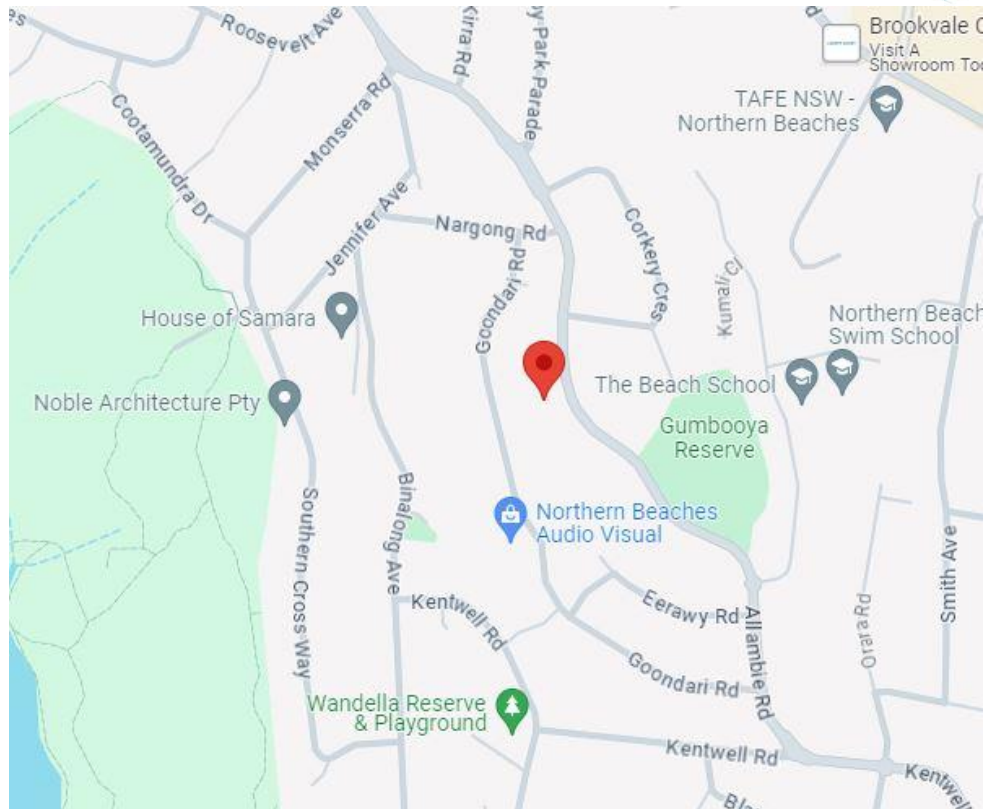 Roosevelt Ave
Kirra Rd
by Park Parade
Brookvale C
Visit A
Showroom Too
TAFE NSW -
Northern Beaches
Cootamundra Dr
Monserra Rd
Jennifer Ave
Nargong Rd
Corkery Cres
Goondari Rd
Kumali Cl
House of Samara
Northern Beach
Swim School
The Beach School
Noble Architecture Pty
Gumbooya
Reserve
Southern Cross Way
Binalong Ave
Northern Beaches
Audio Visual
Smith Ave
Kentwell Rd
Eerawy Rd
Allambie Rd
Orara Rd
Goondari Rd
Wandella Reserve
& Playground
Kentwell Rd
Kentwell
Bla